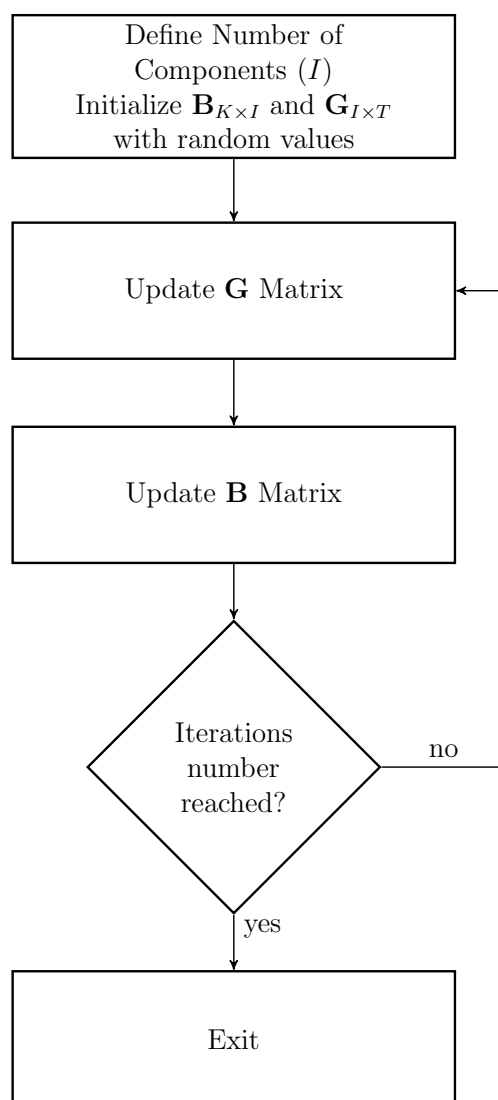 Define Number of
Components (I)
Initialize B_{K×I} and G_{I×T}
with random values
Update G Matrix
Update B Matrix
Iterations
number
reached?
no
yes
Exit